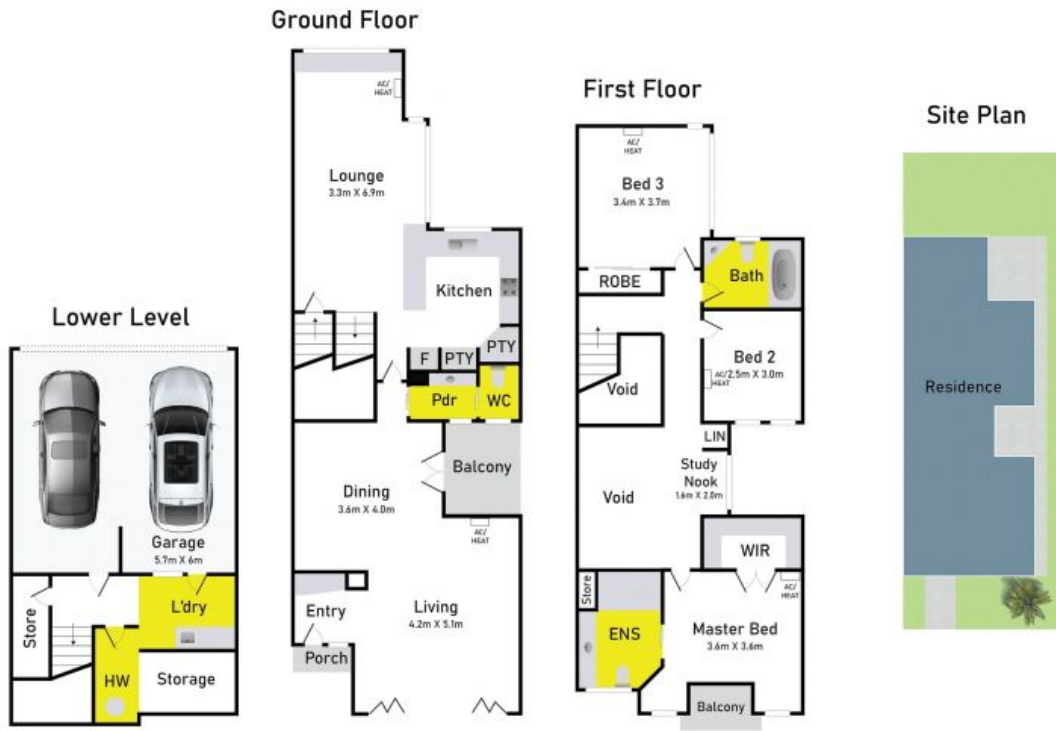 Ground Floor
AC/
HEAT
Lounge
3.3m X 6.9m
Kitchen
F
PTY
PTY
Pdr
WC
Balcony
Dining
3.6m X 4.0m
AC/
HEAT
Entry
Living
4.2m X 5.1m
Porch
First Floor
AC/
HEAT
Bed 3
3.4m X 3.7m
ROBE
Bath
Bed 2
2.5m X 3.0m
AC/
HEAT
Void
LIN
Study
Nook
1.6m X 2.0m
Void
WIR
Store
AC/
HEAT
ENS
Master Bed
3.6m X 3.6m
Balcony
Site Plan
Residence
Lower Level
Garage
5.7m X 6m
Store
L'dry
HW
Storage